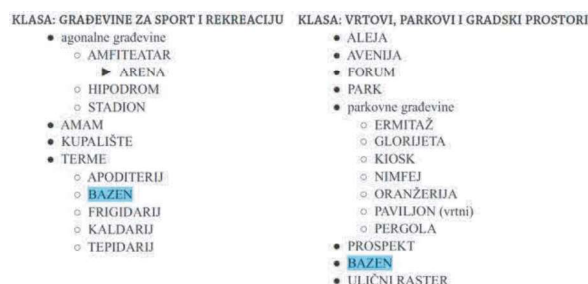 KLASA: GRAĐEVINE ZA SPORT I REKREACIJU
● agonalne građevine
○ AMFITEATAR
► ARENA
○ HIPODROM
○ STADION
● AMAM
● KUPALIŠTE
● TERME
○ APODITERIJ
○ BAZEN
○ FRIGIDARIJ
○ KALDARIJ
○ TEPIDARIJ
KLASA: VRTOVI, PARKOVI I GRADSKI PROSTORI
● ALEJA
● AVENIJA
● FORUM
● PARK
● parkovne građevine
○ ERMITAŽ
○ GLORIJETA
○ KIOSK
○ NIMFEJ
○ ORANŽERIJA
○ PAVILJON (vrtni)
○ PERGOLA
● PROSPEKT
● BAZEN
● ULIČNI RASTER